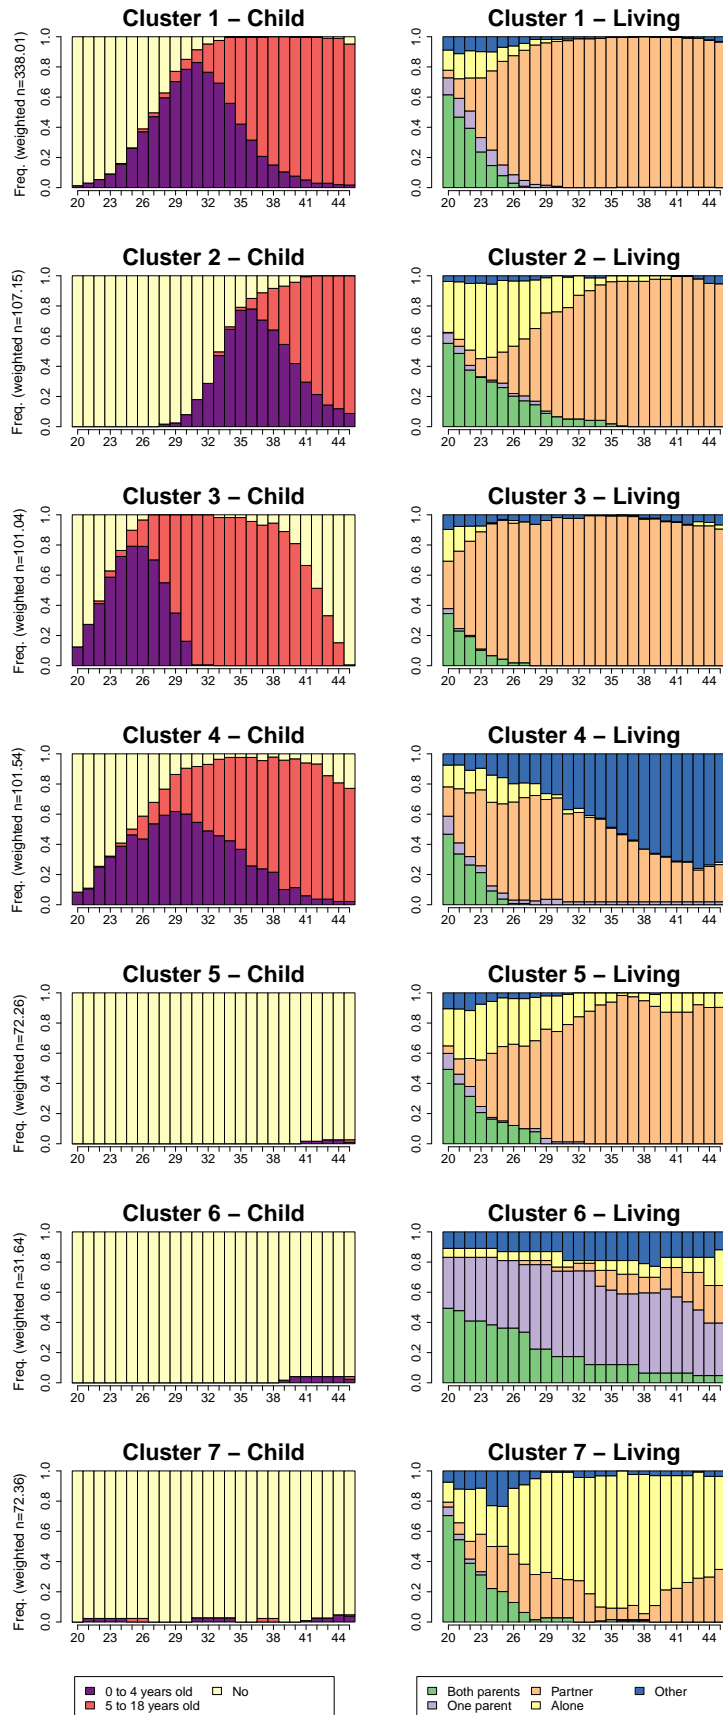 Cluster 1 – Child
Cluster 1 – Living
Freq. (weighted n=338.01)
0.0 0.2 0.4 0.6 0.8 1.0
0.0 0.2 0.4 0.6 0.8 1.0
20 23 26 29 32 35 38 41 44
20 23 26 29 32 35 38 41 44
Cluster 2 – Child
Cluster 2 – Living
Freq. (weighted n=107.15)
0.0 0.2 0.4 0.6 0.8 1.0
0.0 0.2 0.4 0.6 0.8 1.0
20 23 26 29 32 35 38 41 44
20 23 26 29 32 35 38 41 44
Cluster 3 – Child
Cluster 3 – Living
Freq. (weighted n=101.04)
0.0 0.2 0.4 0.6 0.8 1.0
0.0 0.2 0.4 0.6 0.8 1.0
20 23 26 29 32 35 38 41 44
20 23 26 29 32 35 38 41 44
Cluster 4 – Child
Cluster 4 – Living
Freq. (weighted n=101.54)
0.0 0.2 0.4 0.6 0.8 1.0
0.0 0.2 0.4 0.6 0.8 1.0
20 23 26 29 32 35 38 41 44
20 23 26 29 32 35 38 41 44
Cluster 5 – Child
Cluster 5 – Living
Freq. (weighted n=72.26)
0.0 0.2 0.4 0.6 0.8 1.0
0.0 0.2 0.4 0.6 0.8 1.0
20 23 26 29 32 35 38 41 44
20 23 26 29 32 35 38 41 44
Cluster 6 – Child
Cluster 6 – Living
Freq. (weighted n=31.64)
0.0 0.2 0.4 0.6 0.8 1.0
0.0 0.2 0.4 0.6 0.8 1.0
20 23 26 29 32 35 38 41 44
20 23 26 29 32 35 38 41 44
Cluster 7 – Child
Cluster 7 – Living
Freq. (weighted n=72.36)
0.0 0.2 0.4 0.6 0.8 1.0
0.0 0.2 0.4 0.6 0.8 1.0
20 23 26 29 32 35 38 41 44
20 23 26 29 32 35 38 41 44
0 to 4 years old No
5 to 18 years old
Both parents Partner Other
One parent Alone